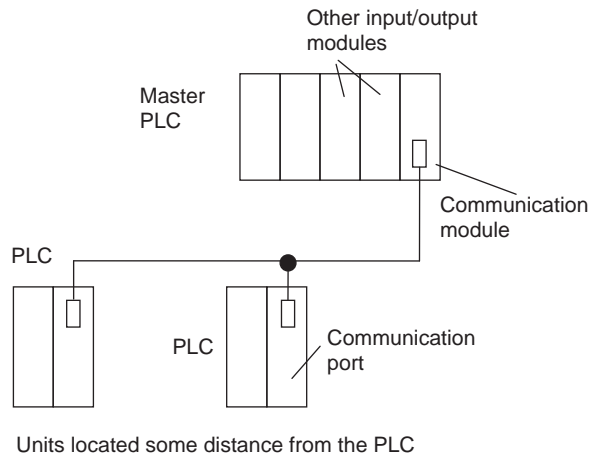 Other input/output
modules
Master
PLC
Communication
module
PLC
PLC
Communication
port
Units located some distance from the PLC